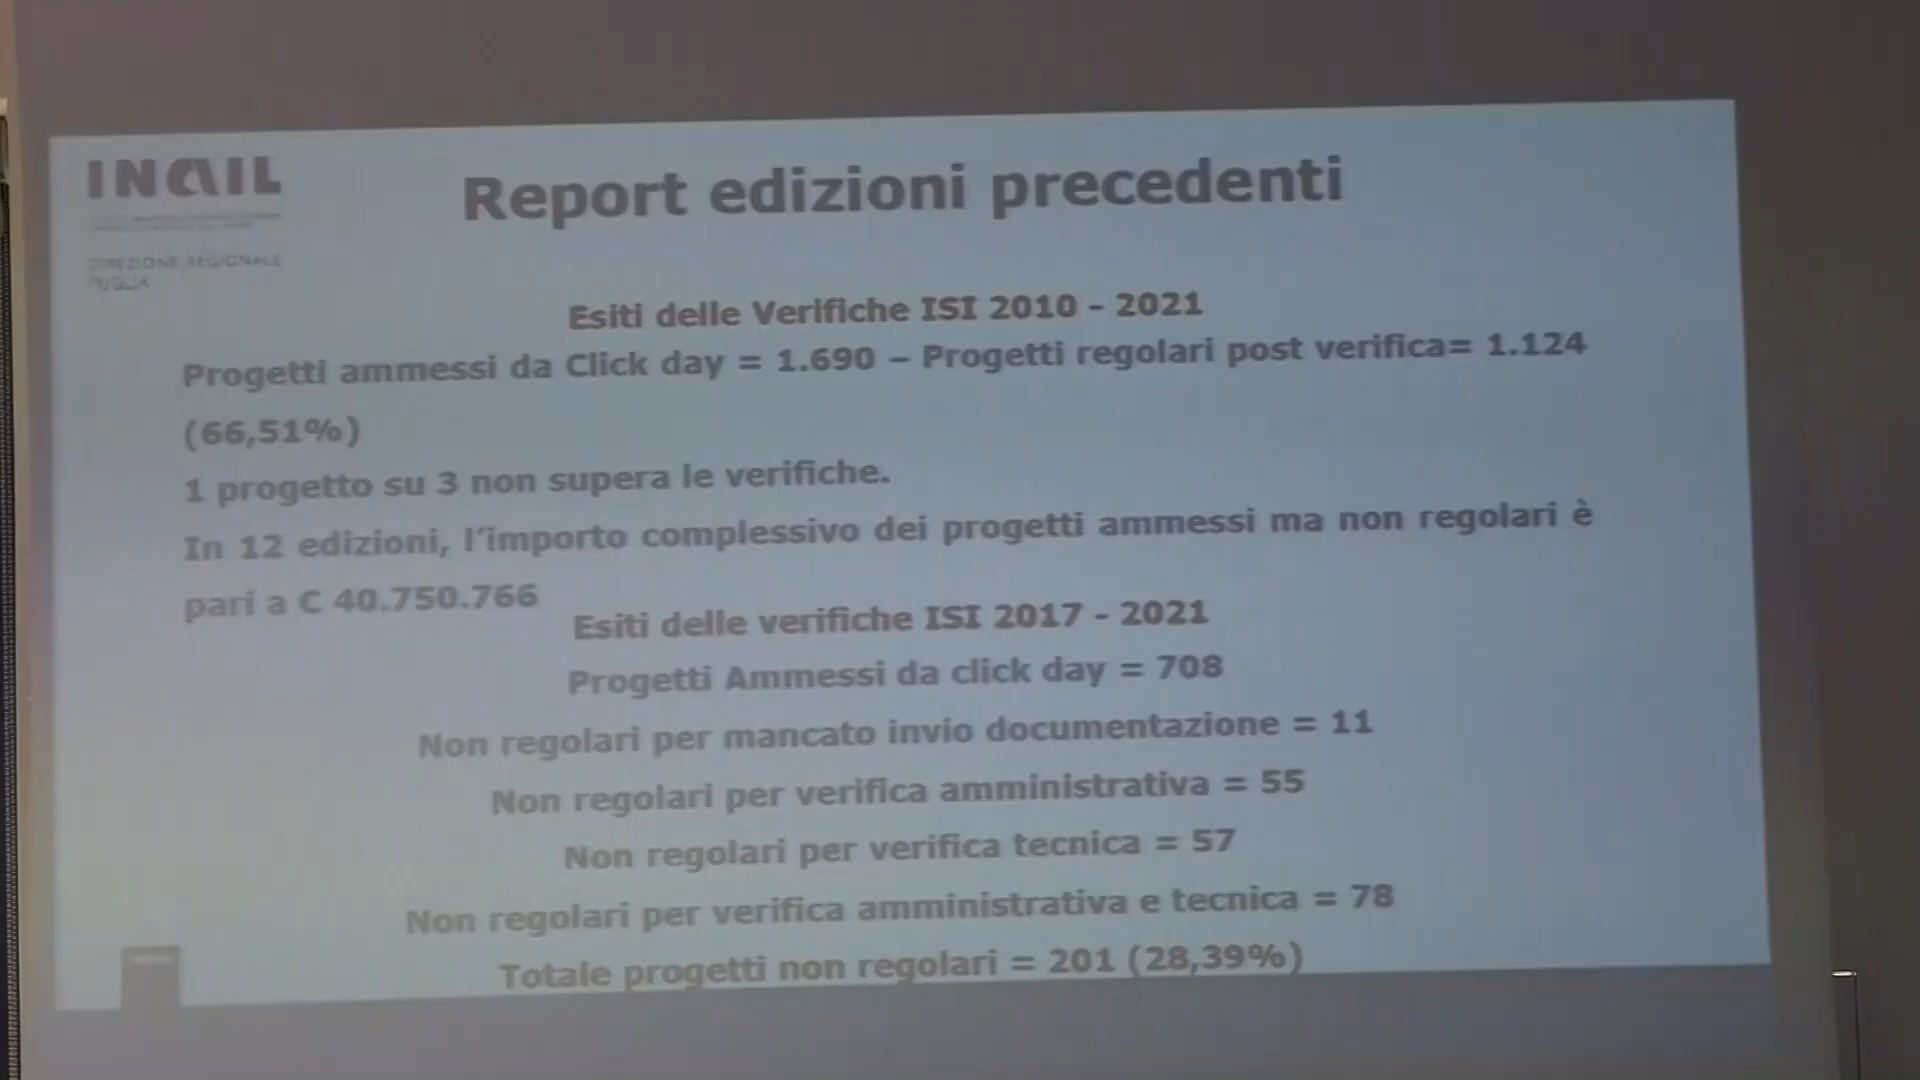 INAIL
DIREZIONE REGIONALE
PUGLIA
Report edizioni precedenti
Esiti delle Verifiche ISI 2010 - 2021
Progetti ammessi da Click day = 1.690 – Progetti regolari post verifica= 1.124
(66,51%)
1 progetto su 3 non supera le verifiche.
In 12 edizioni, l'importo complessivo dei progetti ammessi ma non regolari è
pari a € 40.750.766
Esiti delle verifiche ISI 2017 - 2021
Progetti Ammessi da click day = 708
Non regolari per mancato invio documentazione = 11
Non regolari per verifica amministrativa = 55
Non regolari per verifica tecnica = 57
Non regolari per verifica amministrativa e tecnica = 78
Totale progetti non regolari = 201 (28,39%)